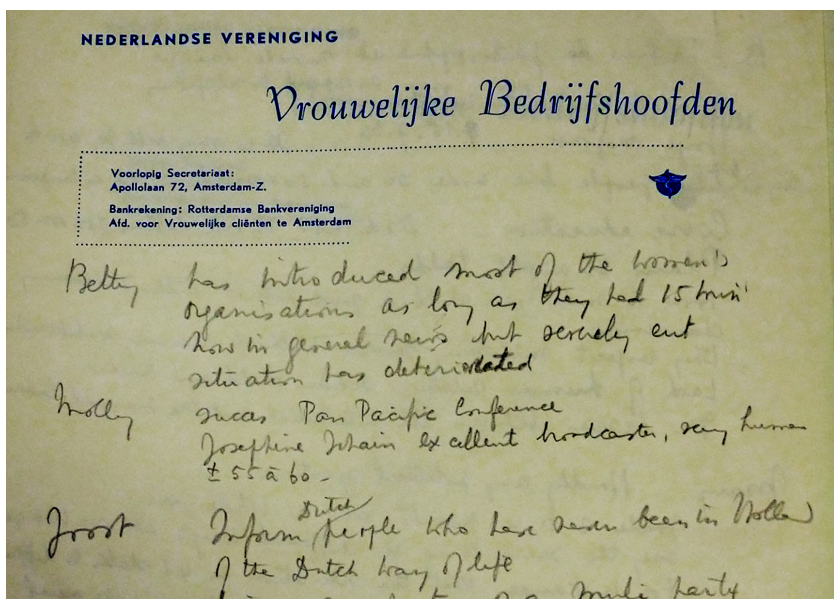 NEDERLANDSE VERENIGING
Vrouwelijke Bedrijfshoofden
Voorlopig Secretariaat:
Apollolaan 72, Amsterdam-Z.
Bankrekening: Rotterdamse Bankvereniging
Afd. voor Vrouwelijke cliënten te Amsterdam
Betty has introduced most of the women's
organisations as long as they had 15 min'
now in general news but severely cut
situation has deteriorated
Molly succes Pan Pacific Conference
Josephine Schain excellent broadcaster, very human
± 55 à 60 -
Dutch
Joost Inform people who have never been in Holland
of the Dutch way of life
party